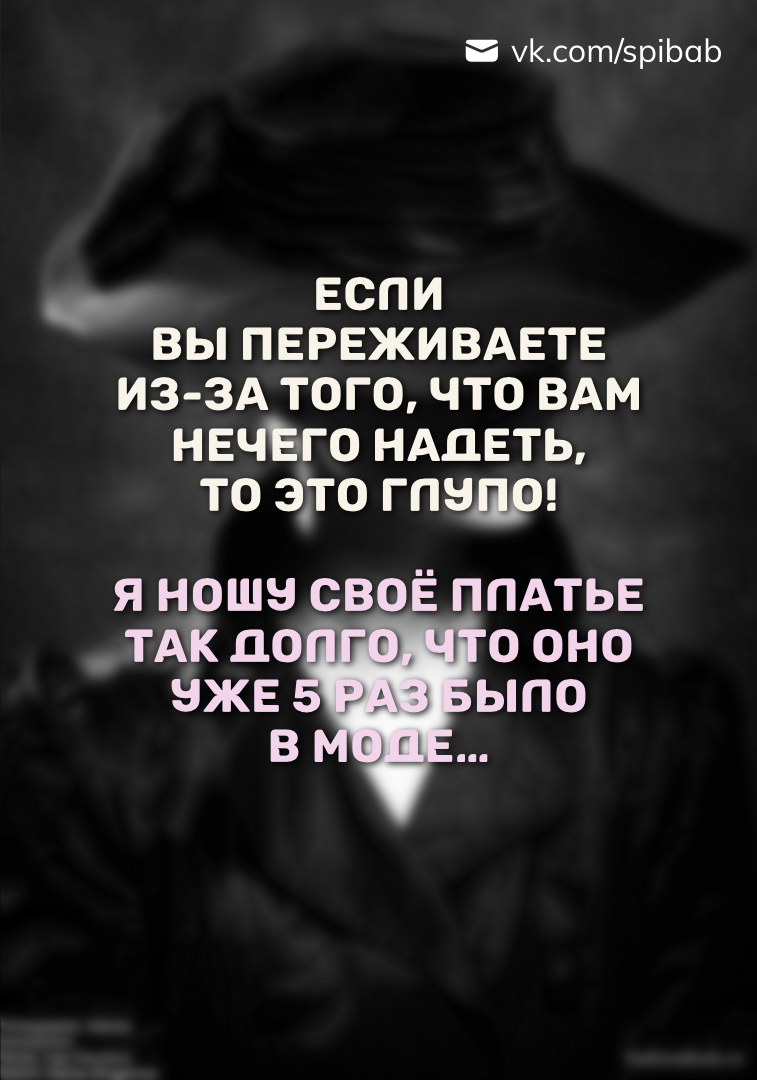 vk.com/spibab
ЕСЛИ
ВЫ ПЕРЕЖИВАЕТЕ
ИЗ-ЗА ТОГО, ЧТО ВАМ
НЕЧЕГО НАДЕТЬ,
ТО ЭТО ГЛУПО!
Я НОШУ СВОЁ ПЛАТЬЕ
ТАК ДОЛГО, ЧТО ОНО
УЖЕ 5 РАЗ БЫЛО
В МОДЕ...